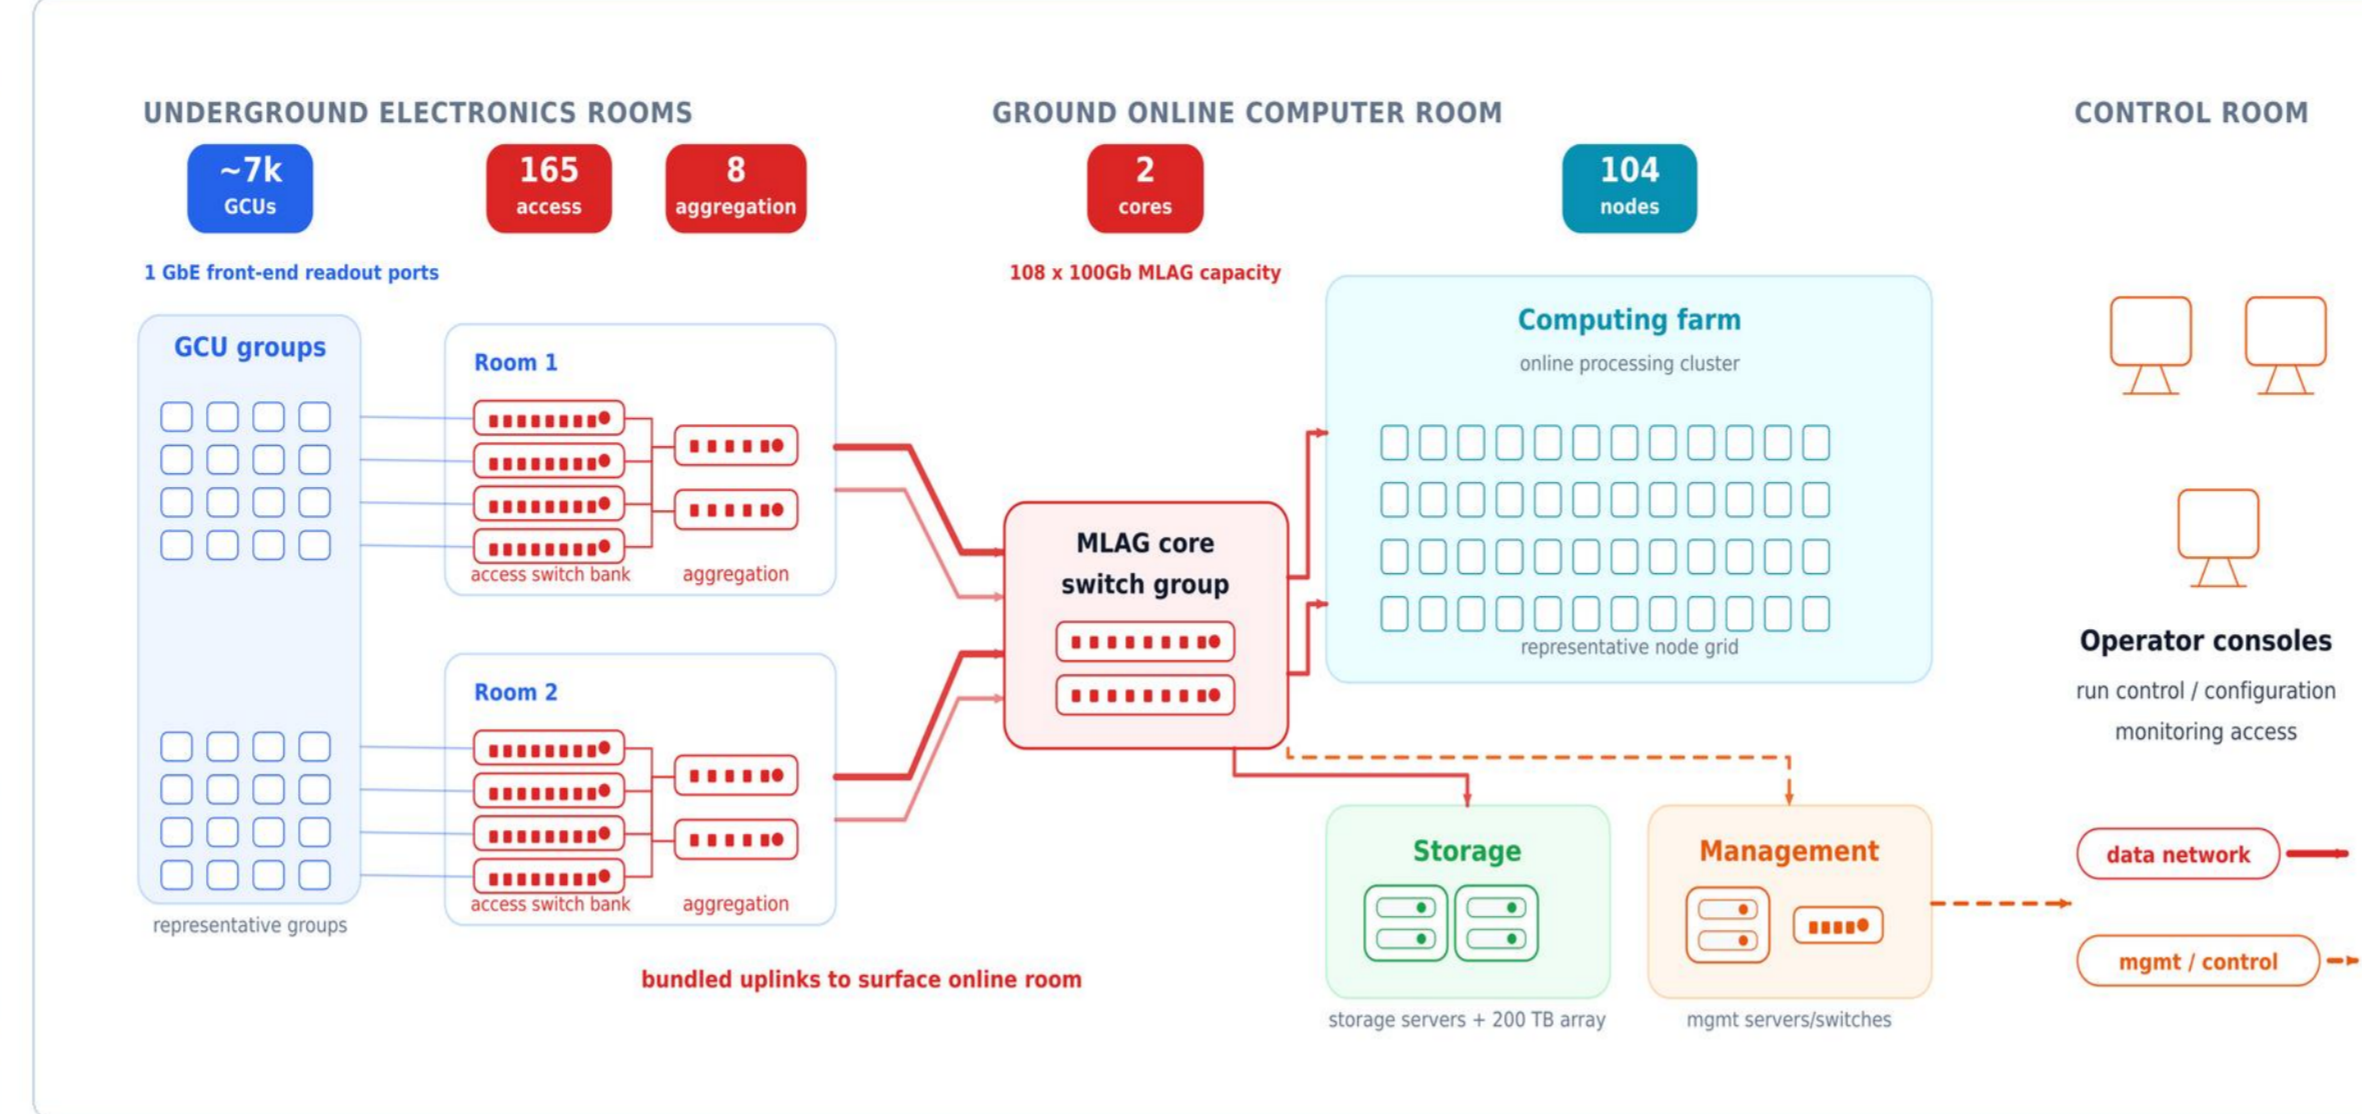 UNDERGROUND ELECTRONICS ROOMS
~7k
GCUs
165
access
8
aggregation
1 GbE front-end readout ports
GCU groups
representative groups
Room 1
access switch bank
aggregation
Room 2
access switch bank
aggregation
bundled uplinks to surface online room
GROUND ONLINE COMPUTER ROOM
2
cores
104
nodes
108 x 100Gb MLAG capacity
MLAG core
switch group
Computing farm
online processing cluster
representative node grid
Storage
storage servers + 200 TB array
Management
mgmt servers/switches
CONTROL ROOM
Operator consoles
run control / configuration
monitoring access
data network
mgmt / control